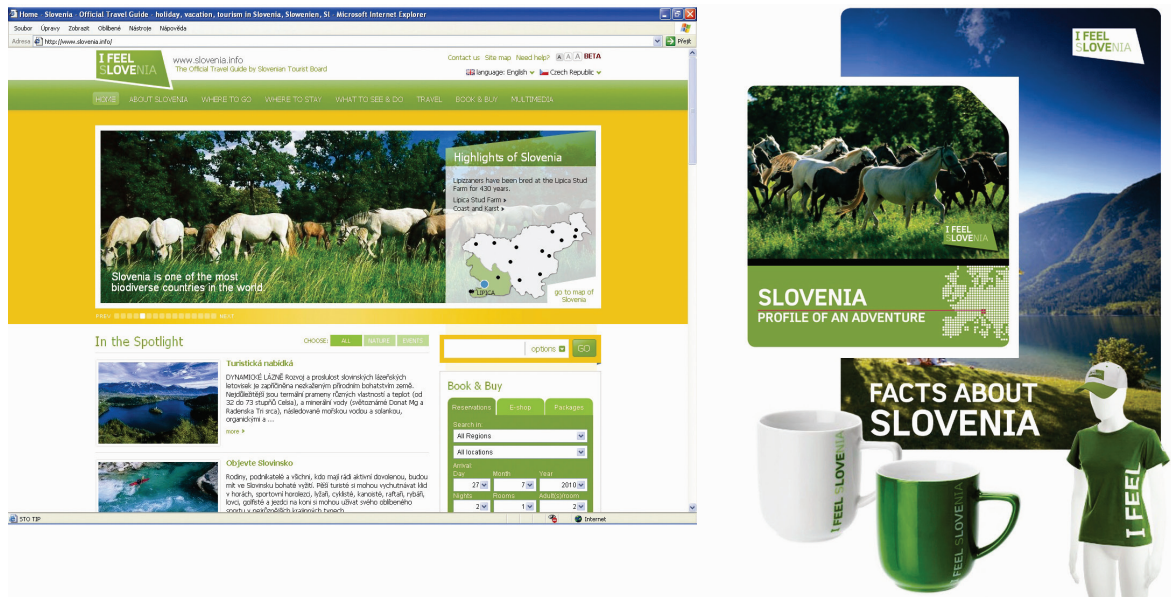 Home - Slovenia - Official Travel Guide - holiday, vacation, tourism in Slovenia, Slowenien, SI - Microsoft Internet Explorer
Soubor Úpravy Zobrazit Oblíbené Nástroje Nápověda
Adresa http://www.slovenia.info/ Přejít
I FEEL
SLOVENIA
www.slovenia.info
The Official Travel Guide by Slovenian Tourist Board
Contact us Site map Need help? A A A BETA
language: English Czech Republic
HOME ABOUT SLOVENIA WHERE TO GO WHERE TO STAY WHAT TO SEE & DO TRAVEL BOOK & BUY MULTIMEDIA
Highlights of Slovenia
Lipizzaners have been bred at the Lipica Stud
Farm for 430 years.
Lipica Stud Farm
Coast and Karst
LIPICA
go to map of
Slovenia
Slovenia is one of the most
biodiverse countries in the world
PREV NEXT
In the Spotlight
CHOOSE: ALL NATURE EVENTS
Turistická nabídka
DYNAMICKÉ LÁZNĚ Rozvoj a proslulost slovinských lázeňských
letovisek je zapříčiněna nezkaženým přírodním bohatstvím země.
Nejdůležitější jsou termální prameny různých vlastností a teplot (od
32 do 73 stupňů Celsia), a minerální vody (světoznámé Donat Mg a
Radenska Tri srca), následované mořskou vodou a solankou,
organickými a ...
more
Objevte Slovinsko
Rodiny, podnikatelé a všichni, kdo mají rádi aktivní dovolenou, budou
mít ve Slovinsku bohaté vyžití. Pěší turisté si mohou vychutnávat klid
v horách, sportovní horolezci, lyžaři, cyklisté, kanoisté, raftaři, rybáři,
lovci, golfisté a jezdci na koni si mohou užívat svého oblíbeného
sportu v nejrůznějších krajinných typech.
options GO
Book & Buy
Reservations E-shop Packages
Search in:
All Regions
All locations
Arrival:
Day Month Year
27 7 2010
Nights Rooms Adult(s)/room
2 1 2
STO TIP Internet
I FEEL
SLOVENIA
I FEEL
SLOVENIA
SLOVENIA
PROFILE OF AN ADVENTURE
FACTS ABOUT
SLOVENIA
I FEEL SLOVENIA
I FEEL SLOVENIA
I FEEL